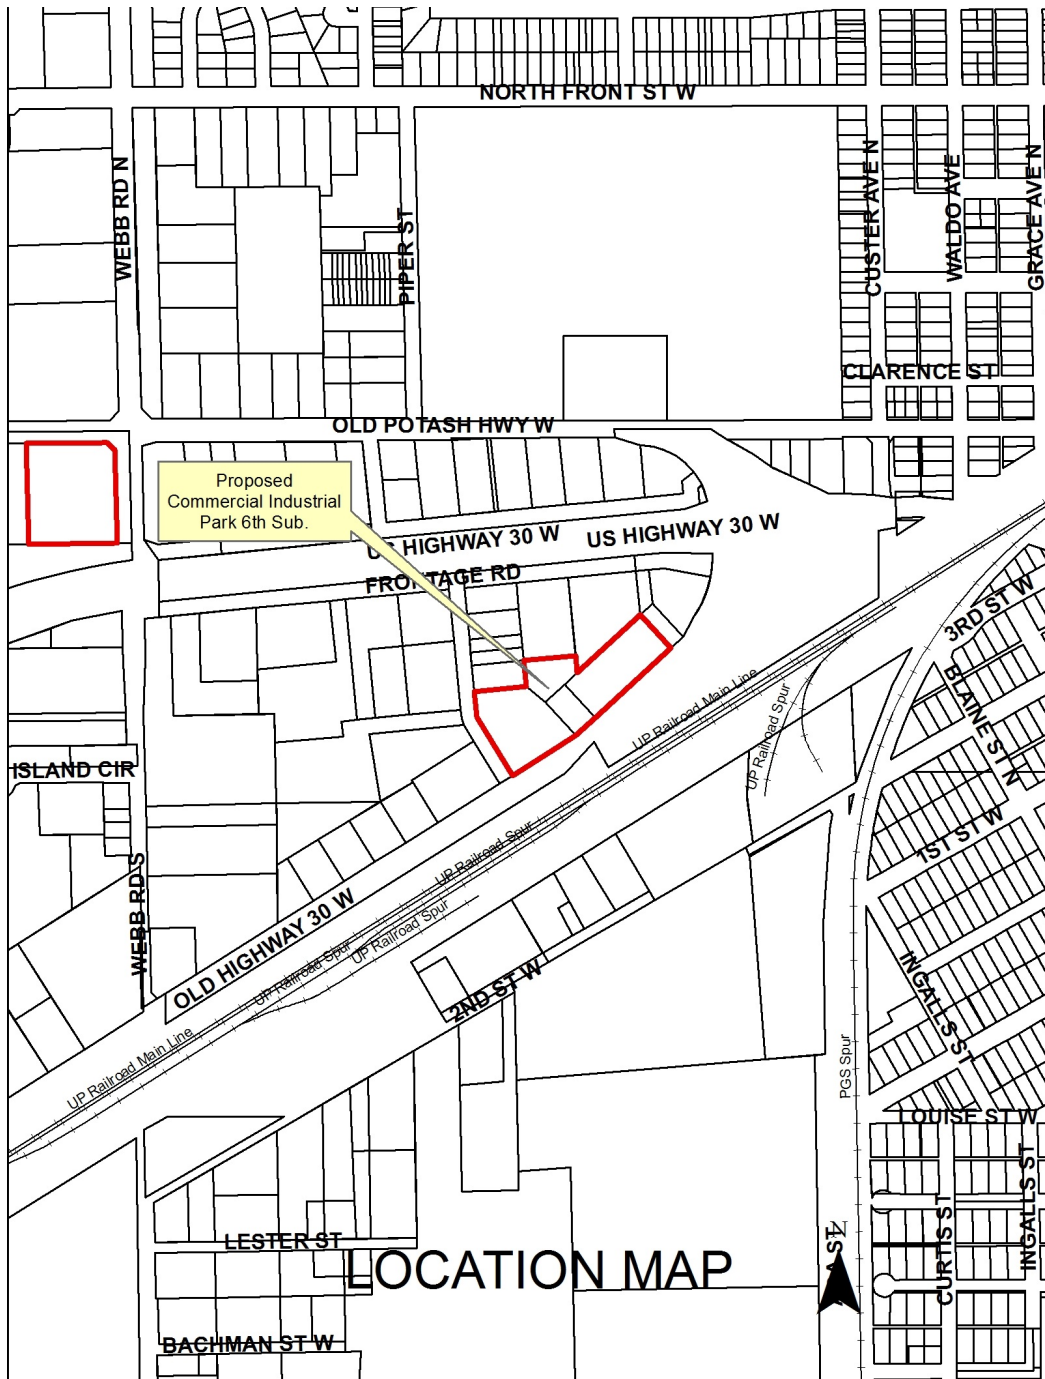 NORTH FRONT ST W
WEBB RD N
PIPER ST
CUSTER AVE N
WALDO AVE
GRACE AVE N
CLARENCE ST
OLD POTASH HWY W
Proposed
Commercial Industrial
Park 6th Sub.
HIGHWAY 30 W
US HIGHWAY 30 W
FRONTAGE RD
3RD ST W
BLAINE ST N
UP Railroad Main Line
UP Railroad Spur
ISLAND CIR
1ST ST W
UP Railroad Spur
WEBB RD S
OLD HIGHWAY 30 W
UP Railroad Spur
UP Railroad Spur
2ND ST W
INGALLS ST
UP Railroad Main Line
PGS Spur
LOUISE ST W
INGALLS ST
CURTIS ST
LESTER ST
LOCATION MAP
N
ST
BACHMAN ST W